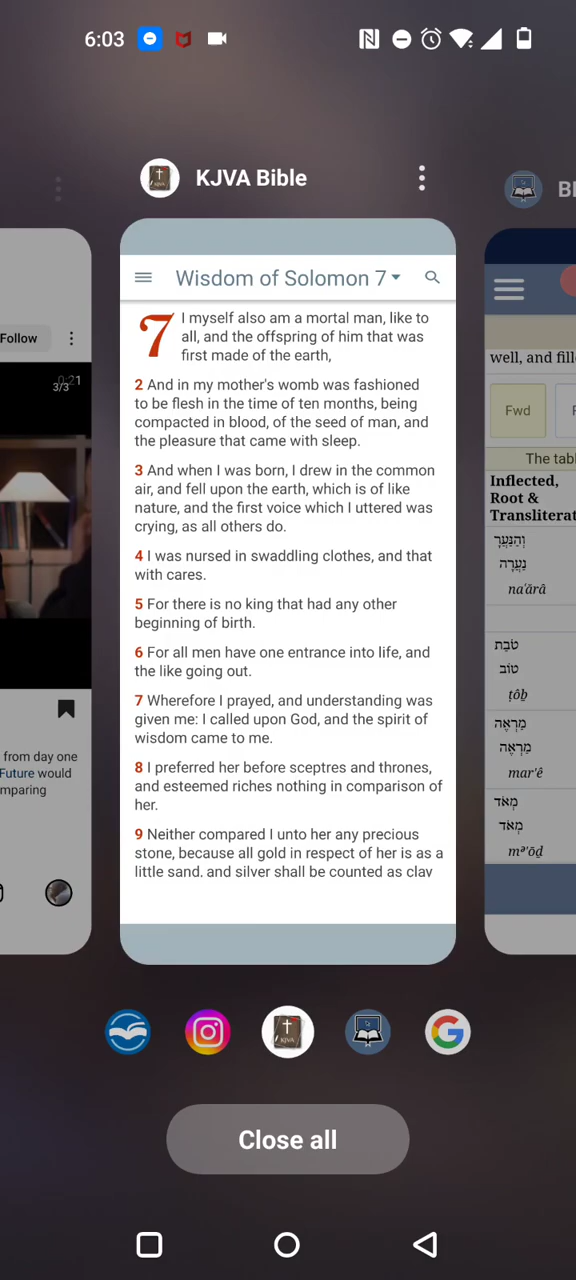 6:03
KJVA Bible
Wisdom of Solomon 7
7 I myself also am a mortal man, like to
all, and the offspring of him that was
first made of the earth,
2 And in my mother's womb was fashioned
to be flesh in the time of ten months, being
compacted in blood, of the seed of man, and
the pleasure that came with sleep.
3 And when I was born, I drew in the common
air, and fell upon the earth, which is of like
nature, and the first voice which I uttered was
crying, as all others do.
4 I was nursed in swaddling clothes, and that
with cares.
5 For there is no king that had any other
beginning of birth.
6 For all men have one entrance into life, and
the like going out.
7 Wherefore I prayed, and understanding was
given me: I called upon God, and the spirit of
wisdom came to me.
8 I preferred her before sceptres and thrones,
and esteemed riches nothing in comparison of
her.
9 Neither compared I unto her any precious
stone, because all gold in respect of her is as a
little sand, and silver shall be counted as clay
Follow
3/3
from day one
Future would
mparing
Bl
well, and fill
Fwd
The tabl
Inflected,
Root &
Transliterat
וְהַנַּעֲרָ
נַעֲרָה
na'ărâ
טֹבַת
טוֹב
ṭôḇ
מַרְאֶה
מַרְאֶה
mar'ê
מְאֹד
מְאֹד
mᵊ'ōḏ
KJVA
Close all